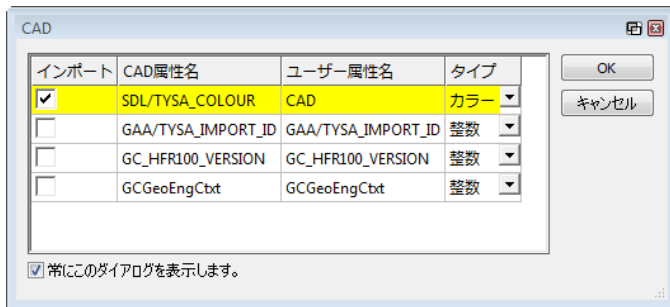 CAD
インポート CAD属性名 ユーザー属性名 タイプ
SDL/TYSA_COLOUR CAD カラー
GAA/TYSA_IMPORT_ID GAA/TYSA_IMPORT_ID 整数
GC_HFR100_VERSION GC_HFR100_VERSION 整数
GCGeoEngCtxt GCGeoEngCtxt 整数
OK
キャンセル
常にこのダイアログを表示します。